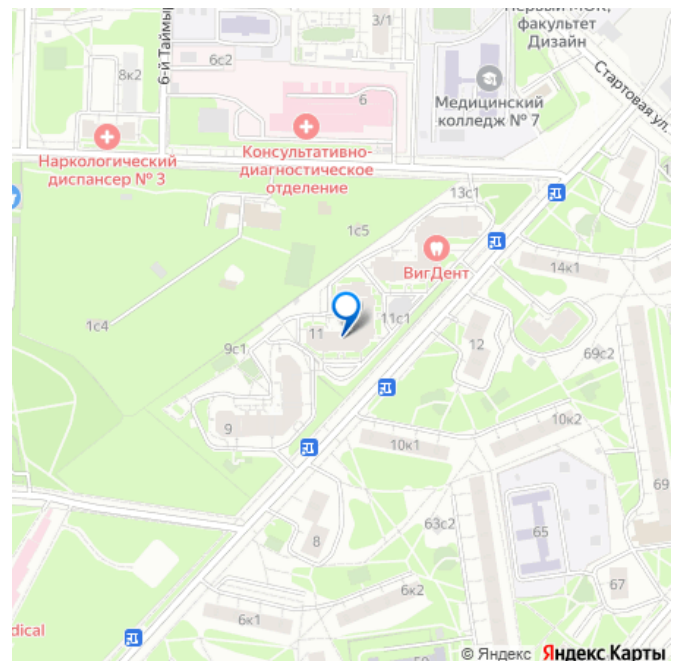 Первый МОК,
факультет
Дизайн
3/1
6-й Таймыр
6с2
8к2
6
Стартовая ул.
Медицинский
колледж № 7
Наркологический
диспансер № 3
Консультативно-
диагностическое
отделение
13с1
1с5
ВигДент
14к1
1с4
11с1
11
9с1
12
69с2
9
10к2
10к1
69
63с2
65
8
67
6к2
6к1
dical
© Яндекс Яндекс Карты